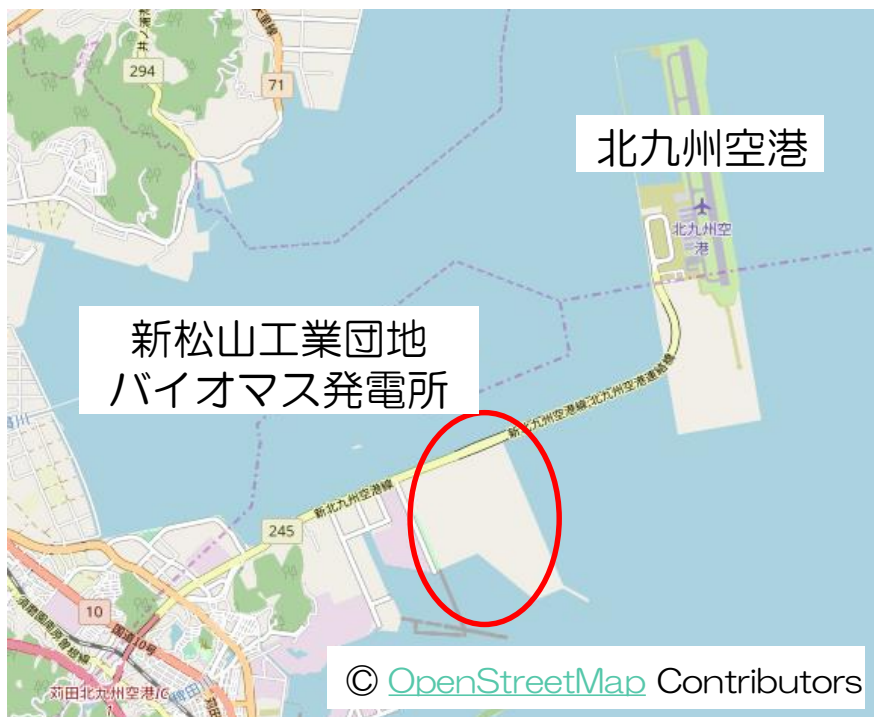 294
71
北九州空港
北九州空
港
新松山工業団地
バイオマス発電所
新北九州空港線;北九州空港連絡線
新北九州空港線
245
10
国道10号
苅田北九州空港IC
© OpenStreetMap Contributors